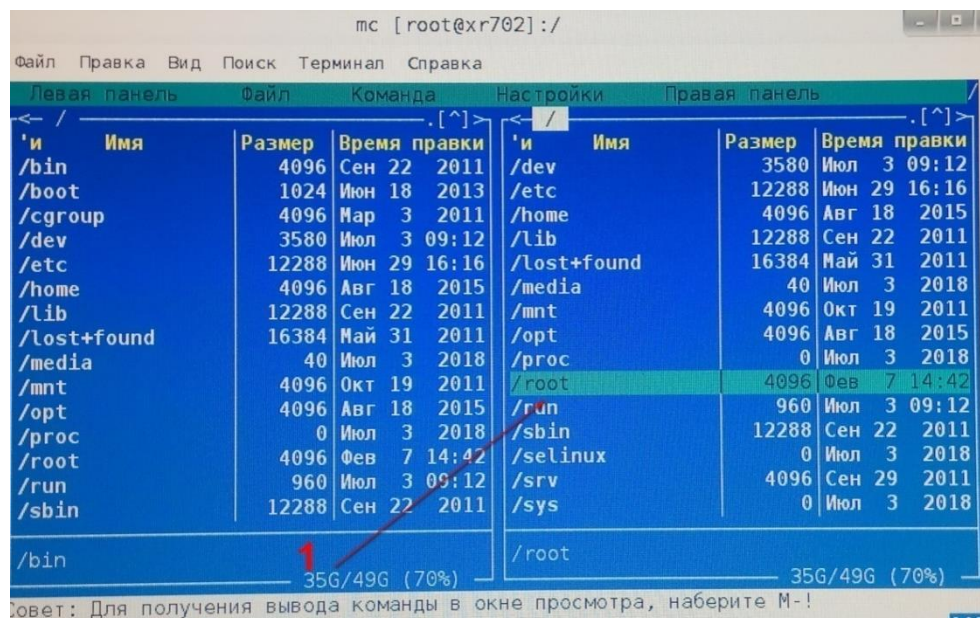 mc [root@xr702]:/
Файл Правка Вид Поиск Терминал Справка
Левая панель Файл Команда Настройки Правая панель
<— / .[^]>
'и Имя Размер Время правки
/bin 4096 Сен 22 2011
/boot 1024 Июн 18 2013
/cgroup 4096 Мар 3 2011
/dev 3580 Июл 3 09:12
/etc 12288 Июн 29 16:16
/home 4096 Авг 18 2015
/lib 12288 Сен 22 2011
/lost+found 16384 Май 31 2011
/media 40 Июл 3 2018
/mnt 4096 Окт 19 2011
/opt 4096 Авг 18 2015
/proc 0 Июл 3 2018
/root 4096 Фев 7 14:42
/run 960 Июл 3 09:12
/sbin 12288 Сен 22 2011
/bin
35G/49G (70%)
<— / .[^]>
'и Имя Размер Время правки
/dev 3580 Июл 3 09:12
/etc 12288 Июн 29 16:16
/home 4096 Авг 18 2015
/lib 12288 Сен 22 2011
/lost+found 16384 Май 31 2011
/media 40 Июл 3 2018
/mnt 4096 Окт 19 2011
/opt 4096 Авг 18 2015
/proc 0 Июл 3 2018
/root 4096 Фев 7 14:42
/run 960 Июл 3 09:12
/sbin 12288 Сен 22 2011
/selinux 0 Июл 3 2018
/srv 4096 Сен 29 2011
/sys 0 Июл 3 2018
/root
35G/49G (70%)
1
Совет: Для получения вывода команды в окне просмотра, наберите M-!